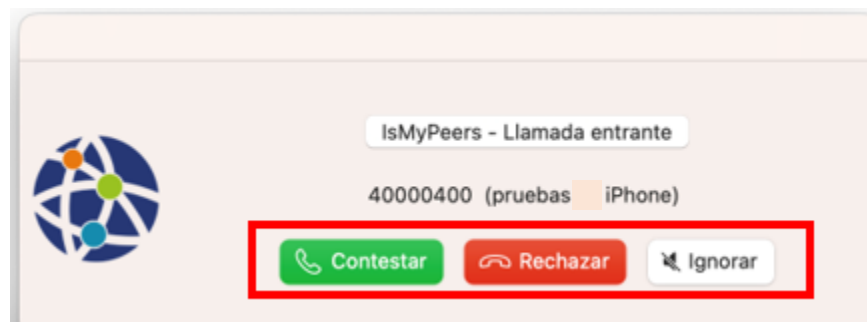 IsMyPeers - Llamada entrante
40000400 (pruebas iPhone)
Contestar Rechazar Ignorar